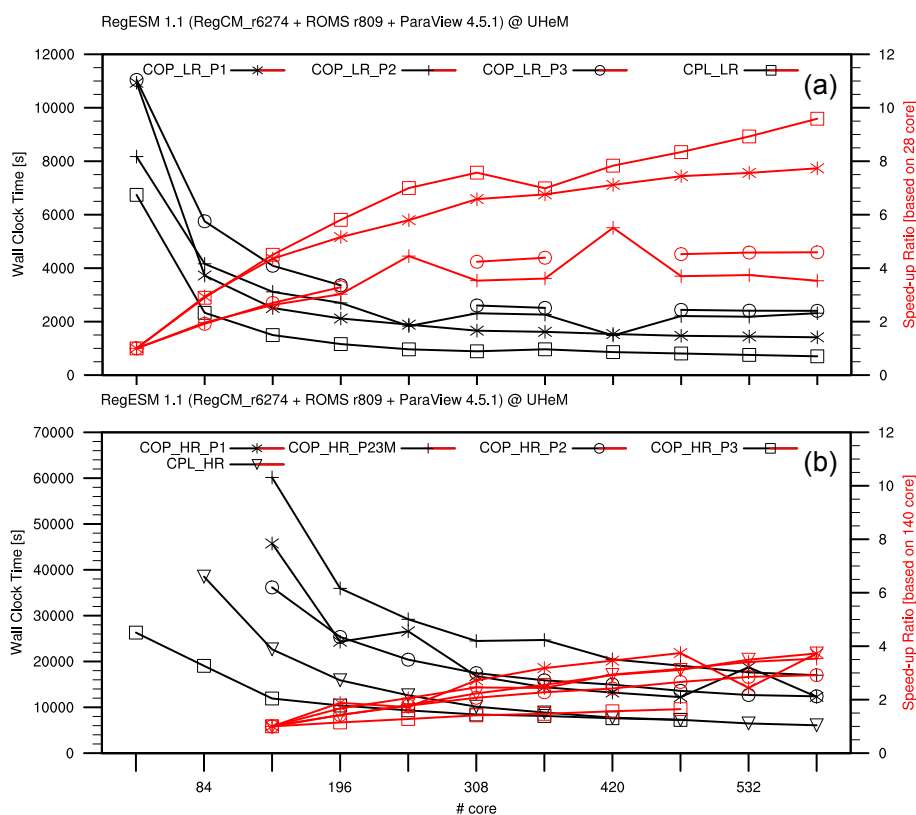 RegESM 1.1 (RegCM_r6274 + ROMS r809 + ParaView 4.5.1) @ UHeM
12000
10000
8000
6000
4000
2000
0
Wall Clock Time [s]
COP_LR_P1
COP_LR_P2
COP_LR_P3
CPL_LR
(a)
12
10
8
6
4
2
0
Speed-up Ratio [based on 28 core]
RegESM 1.1 (RegCM_r6274 + ROMS r809 + ParaView 4.5.1) @ UHeM
70000
60000
50000
40000
30000
20000
10000
0
Wall Clock Time [s]
COP_HR_P1
COP_HR_P23M
COP_HR_P2
COP_HR_P3
CPL_HR
(b)
12
10
8
6
4
2
0
Speed-up Ratio [based on 140 core]
84
196
308
420
532
# core